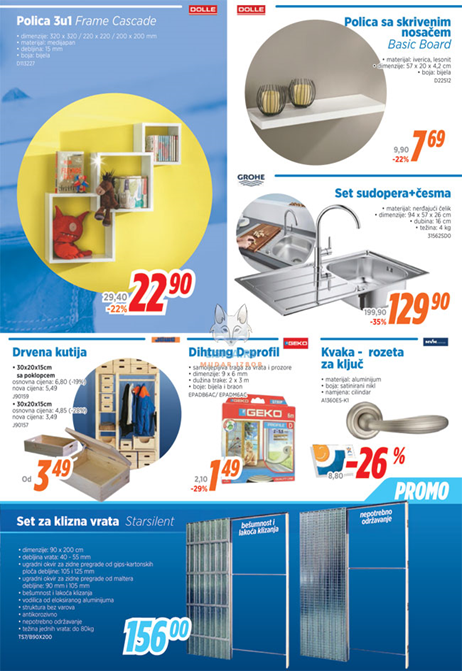 Polica 3u1 Frame Cascade
• dimenzije: 320 x 320 / 220 x 220 / 200 x 200 mm
• materijal: medijapan
• debljina: 15 mm
• boja: bijela
DOLLE
29,40
-22%
22,90
DOLLE
Polica sa skrivenim
nosačem
Basic Board
• materijal: iverica, lesonit
• dimenzije: 57 x 20 x 4,2 cm
• boja: bijela
D22512
9,90
-22%
7,69
GROHE
Set sudopera+česma
• materijal: nerđajući čelik
• dimenzije: 94 x 57 x 26 cm
• dubina: 16 cm
• težina: 4 kg
31562SD0
199,90
-35%
129,90
MUDAR IZBOR
Drvena kutija
• 30x20x15cm
sa poklopcem
osnovna cijena: 6,80 (-19%)
nova cijena: 5,49
J90159
• 30x20x15cm
osnovna cijena: 4,85
nova cijena: 3,49
J90157
Od 3,49
Dihtung D-profil
• samoljepljiva traga za vrata i prozore
• dimenzije: 9 x 6 mm
• dužina trake: 2 x 3 m
• boja: bijela i braon
EPAD86AC/ EPADM6AC
GEKO
GEKO
2,10
-29%
1,49
Kvaka - rozeta
za ključ
• materijal: aluminijum
• boja: satinirani nikl
• namjena: cilindar
A1360ES-K1
8,80
-26 %
PROMO
Set za klizna vrata Starsilent
• dimenzije: 90 x 200 cm
• debljina vrata: 40 - 55 mm
• ugradni okvir za zidne pregrade od gips-kartonskih
ploča debljine: 105 i 125 mm
• ugradni okvir za zidne pregrade od maltera
debljine: 90 mm i 105 mm
• bešumnost i lakoća klizanja
• vodilica od eloksiranog aluminijuma
• struktura bez varova
• antikorozivno
• nepotrebno održavanje
• težina jednih vrata: do 80kg
TS7/B90X200
156,00
bešumnost i
lakoća klizanja
nepotrebno
održavanje